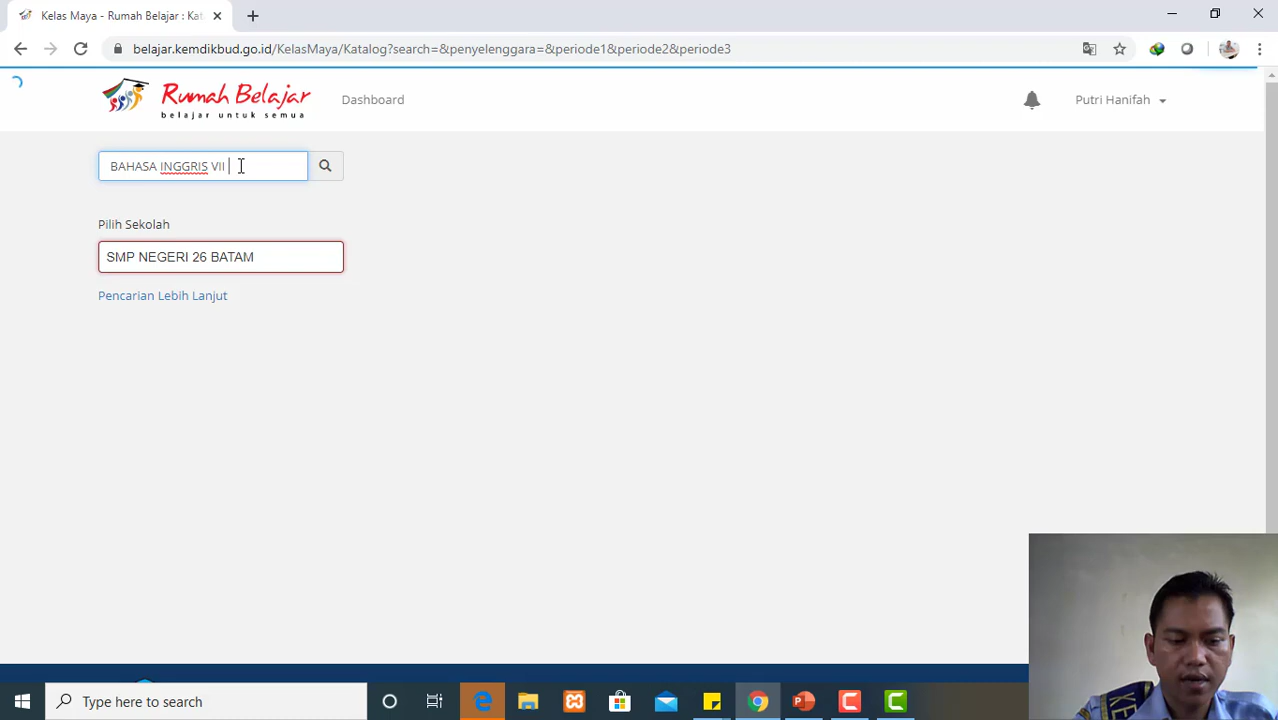 Kelas Maya - Rumah Belajar : Kat
belajar.kemdikbud.go.id/KelasMaya/Katalog?search=&penyelenggara=&periode1&periode2&periode3
Rumah Belajar
belajar untuk semua
Dashboard
Putri Hanifah
BAHASA INGGRIS VII
Pilih Sekolah
SMP NEGERI 26 BATAM
Pencarian Lebih Lanjut
Type here to search